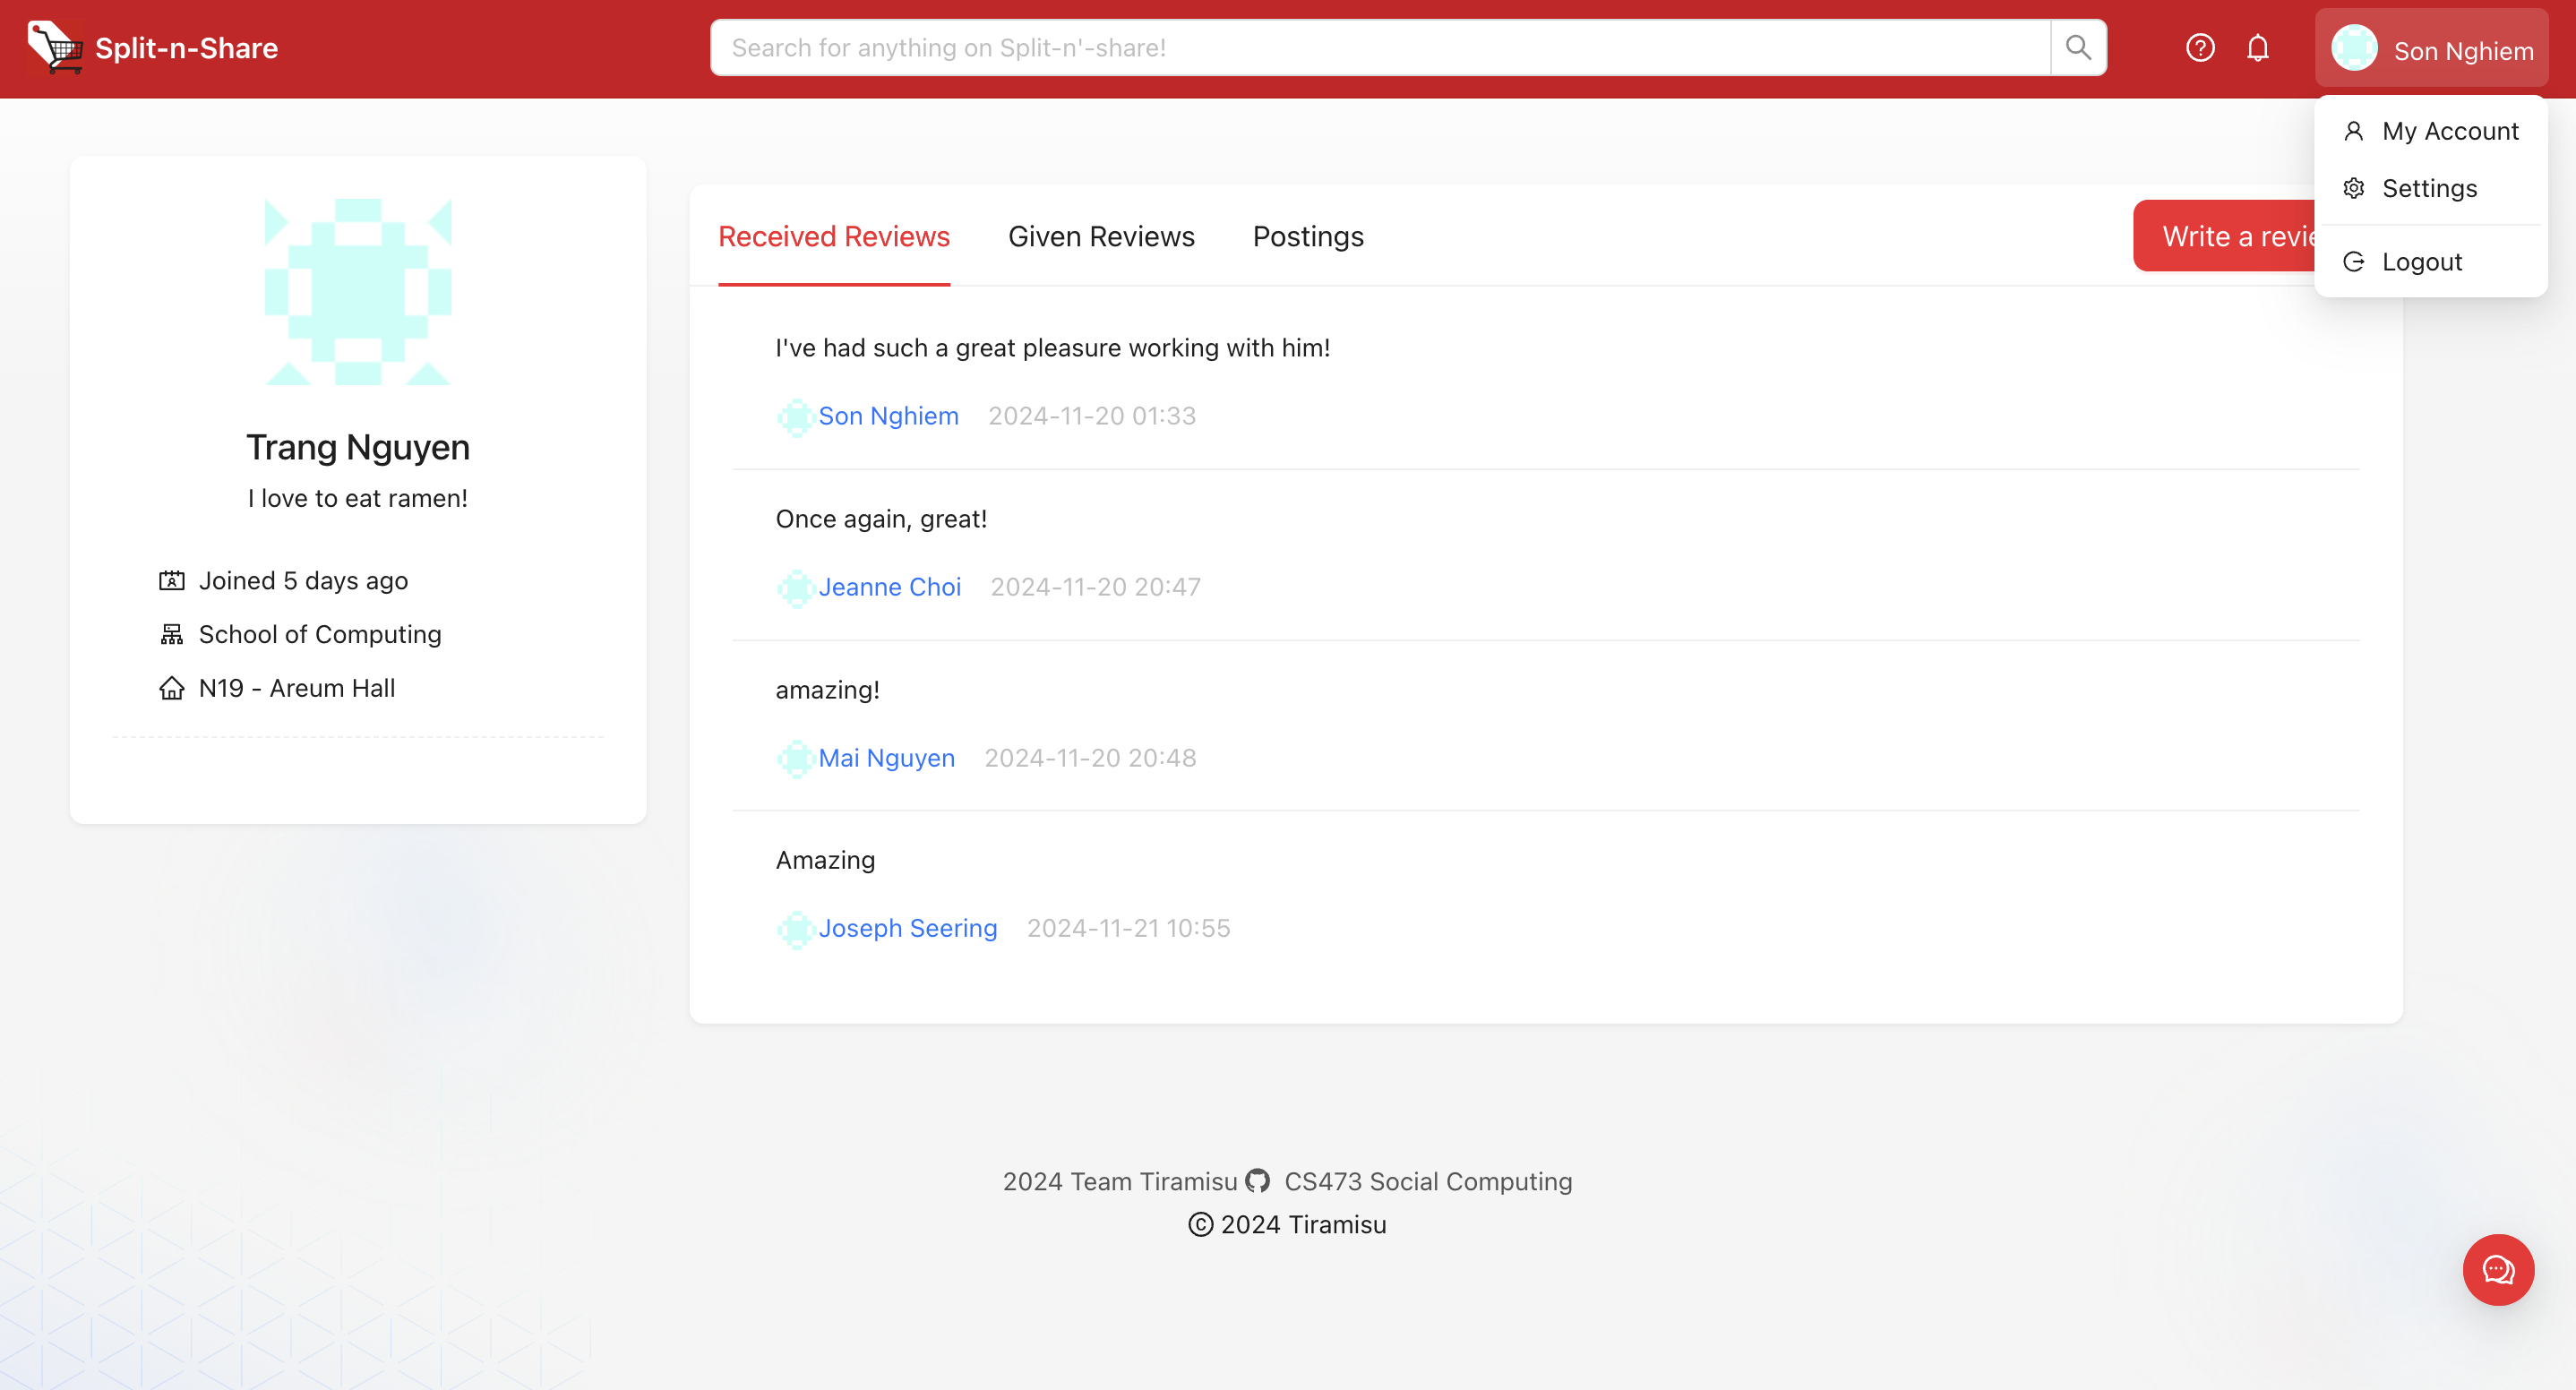 Split-n-Share
Search for anything on Split-n'-share!
Son Nghiem
My Account
Settings
Logout
Trang Nguyen
I love to eat ramen!
Joined 5 days ago
School of Computing
N19 - Areum Hall
Received Reviews Given Reviews Postings Write a revie
I've had such a great pleasure working with him!
Son Nghiem 2024-11-20 01:33
Once again, great!
Jeanne Choi 2024-11-20 20:47
amazing!
Mai Nguyen 2024-11-20 20:48
Amazing
Joseph Seering 2024-11-21 10:55
2024 Team Tiramisu CS473 Social Computing
© 2024 Tiramisu